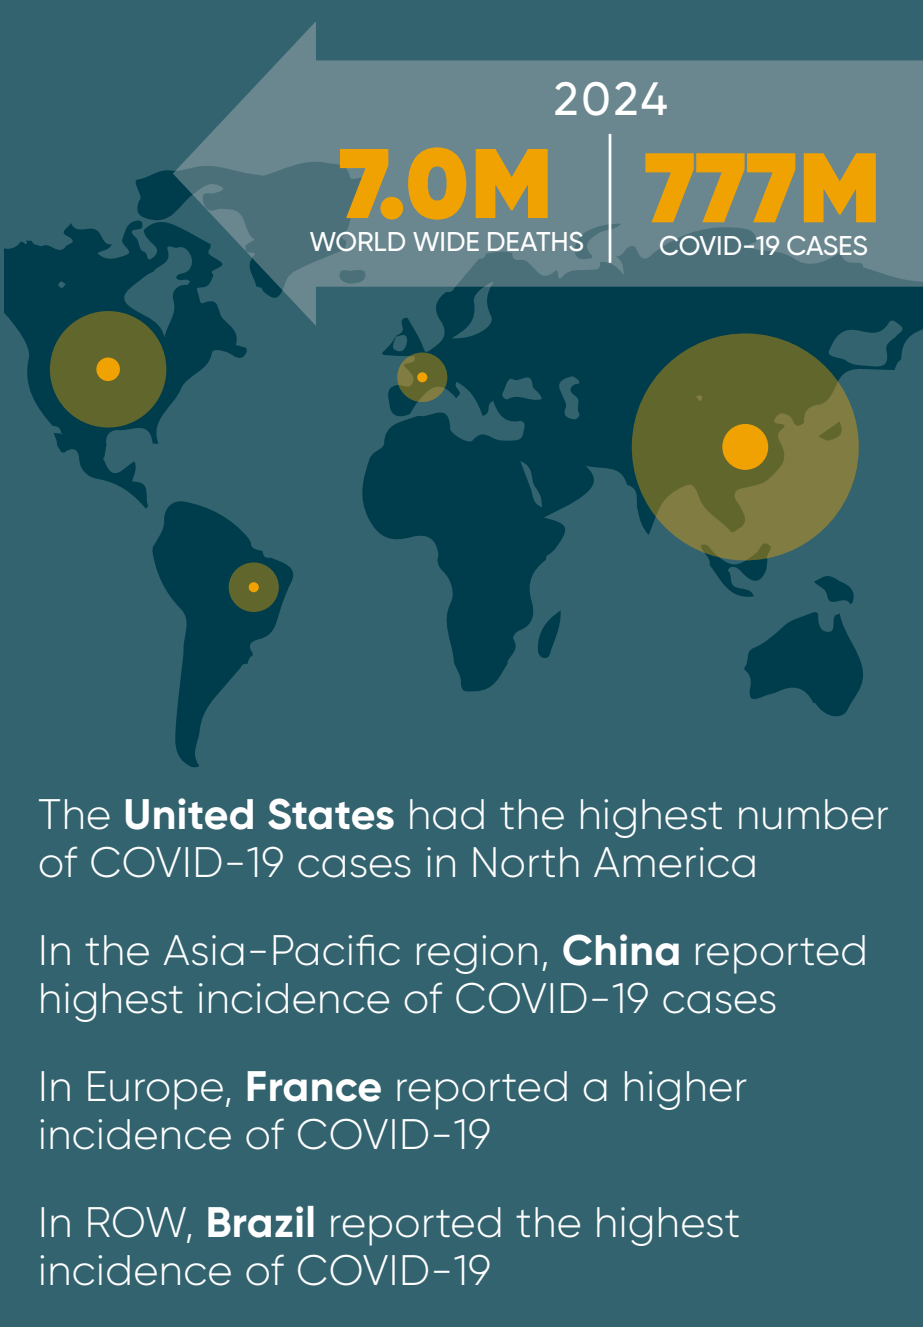 2024
7.0M
WORLD WIDE DEATHS
777M
COVID-19 CASES
The United States had the highest number
of COVID-19 cases in North America
In the Asia-Pacific region, China reported
highest incidence of COVID-19 cases
In Europe, France reported a higher
incidence of COVID-19
In ROW, Brazil reported the highest
incidence of COVID-19